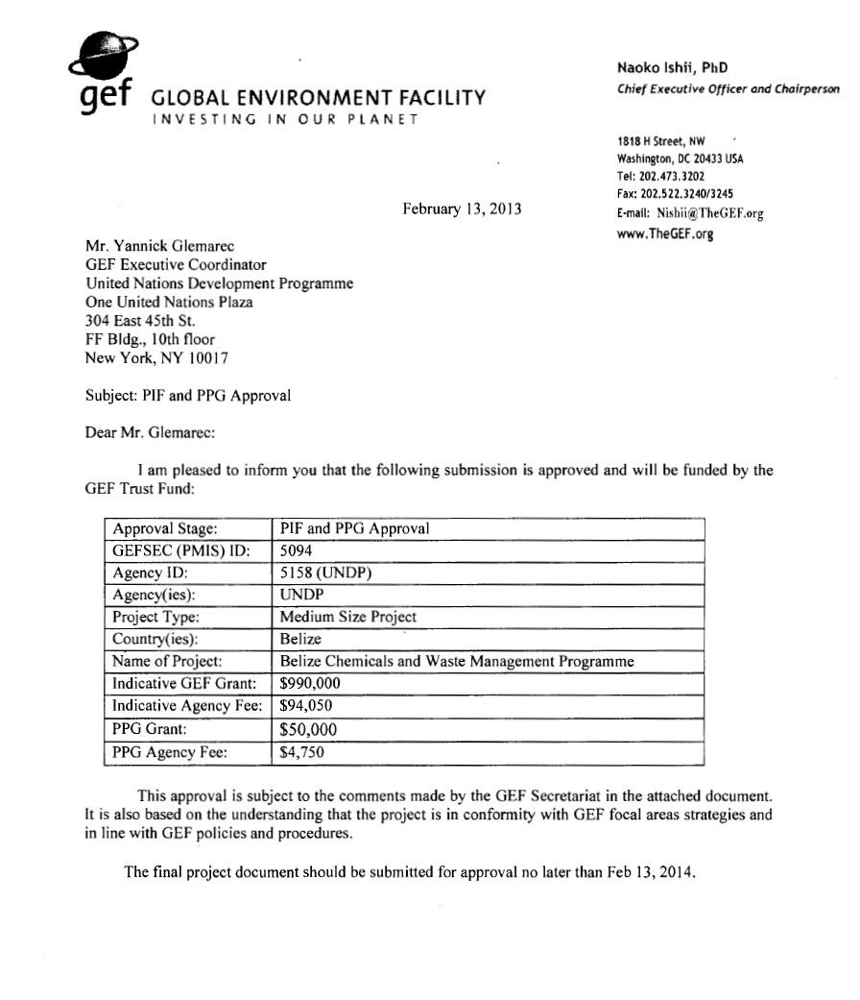 gef GLOBAL ENVIRONMENT FACILITY
INVESTING IN OUR PLANET
Naoko Ishii, PhD
Chief Executive Officer and Chairperson
1818 H Street, NW
Washington, DC 20433 USA
Tel: 202.473.3202
Fax: 202.522.3240/3245
E-mail: Nishii@TheGEF.org
www.TheGEF.org
February 13, 2013
Mr. Yannick Glemarec
GEF Executive Coordinator
United Nations Development Programme
One United Nations Plaza
304 East 45th St.
FF Bldg., 10th floor
New York, NY 10017
Subject: PIF and PPG Approval
Dear Mr. Glemarec:
I am pleased to inform you that the following submission is approved and will be funded by the
GEF Trust Fund:
Approval Stage: PIF and PPG Approval
GEFSEC (PMIS) ID: 5094
Agency ID: 5158 (UNDP)
Agency(ies): UNDP
Project Type: Medium Size Project
Country(ies): Belize
Name of Project: Belize Chemicals and Waste Management Programme
Indicative GEF Grant: $990,000
Indicative Agency Fee: $94,050
PPG Grant: $50,000
PPG Agency Fee: $4,750
This approval is subject to the comments made by the GEF Secretariat in the attached document.
It is also based on the understanding that the project is in conformity with GEF focal areas strategies and
in line with GEF policies and procedures.
The final project document should be submitted for approval no later than Feb 13, 2014.